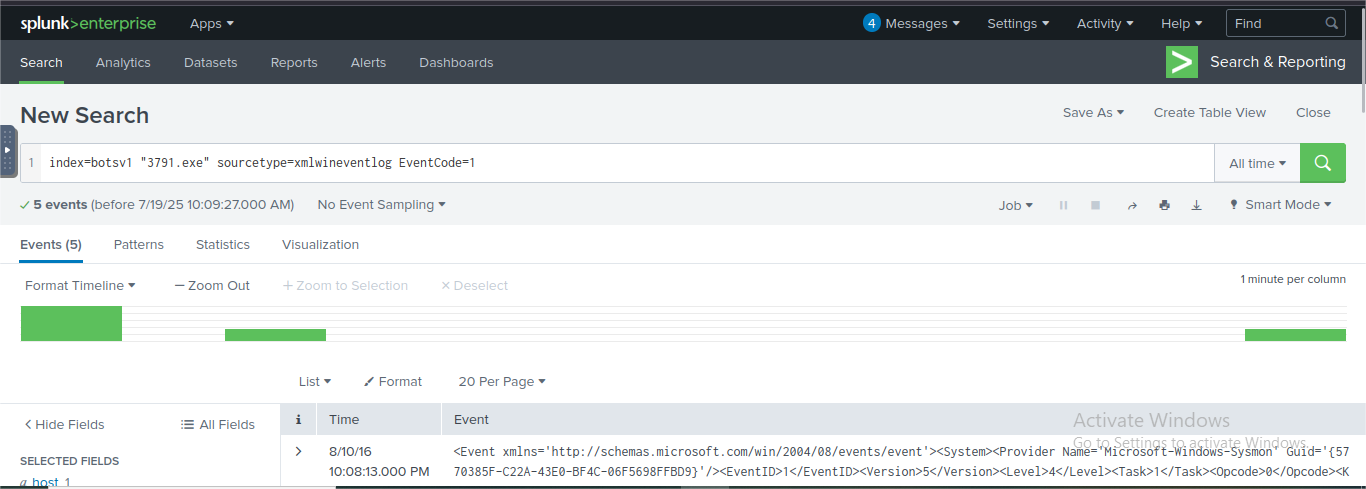 splunk>enterprise Apps 4 Messages Settings Activity Help Find
Search Analytics Datasets Reports Alerts Dashboards Search & Reporting
New Search Save As Create Table View Close
1 index=botsv1 "3791.exe" sourcetype=xmlwineventlog EventCode=1 All time
5 events (before 7/19/25 10:09:27.000 AM) No Event Sampling Job Smart Mode
Events (5) Patterns Statistics Visualization
Format Timeline — Zoom Out + Zoom to Selection × Deselect 1 minute per column
List Format 20 Per Page
< Hide Fields All Fields i Time Event
SELECTED FIELDS
a host 1
> 8/10/16 <Event xmlns='http://schemas.microsoft.com/win/2004/08/events/event'><System><Provider Name='Microsoft-Windows-Sysmon' Guid='{57
10:08:13.000 PM 70385F-C22A-43E0-BF4C-06F5698FFBD9}'/><EventID>1</EventID><Version>5</Version><Level>4</Level><Task>1</Task><Opcode>0</Opcode><K
Activate Windows
Go to Settings to activate Windows.